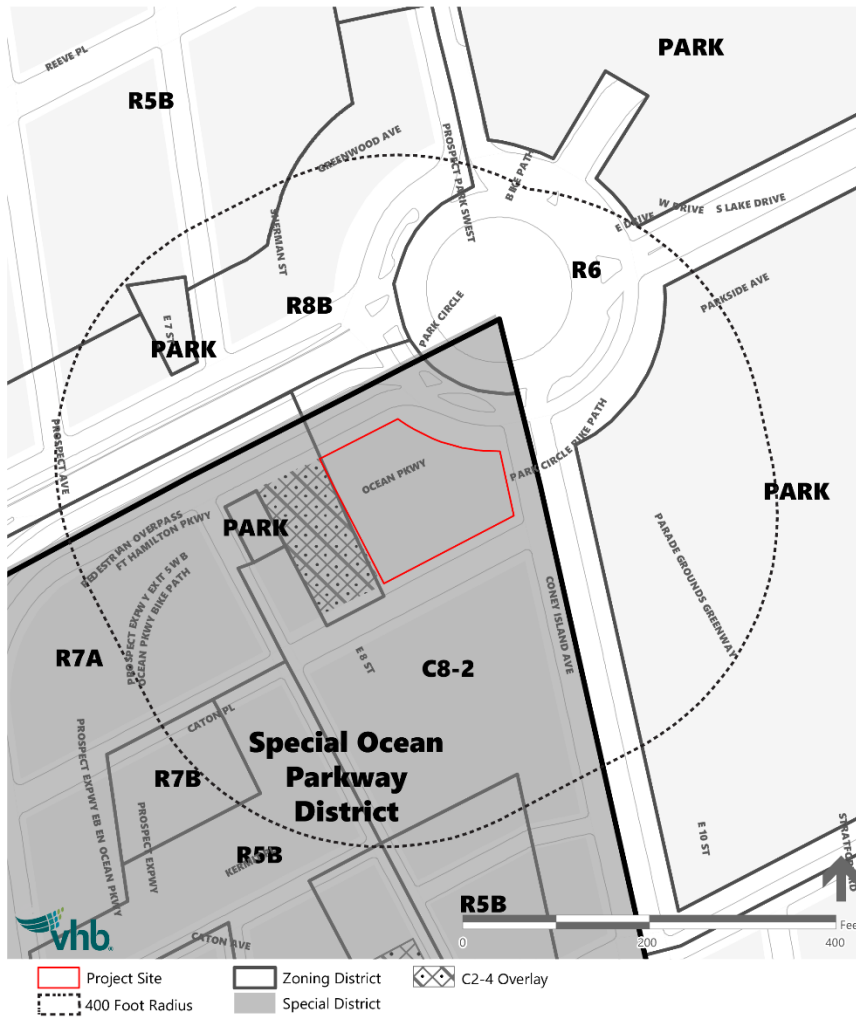 PARK
REEVE PL
R5B
GREENWOOD AVE
PROSPECT PARK SWEST
BIKE PATH
W DRIVE
S LAKE DRIVE
E DRIVE
SHERMAN ST
R6
PARKSIDE AVE
R8B
PARK CIRCLE
E 7 ST
PARK
PROSPECT AVE
PARK CIRCLE BIKE PATH
OCEAN PKWY
PARK
PARK
PEDESTRIAN OVERPASS
FT HAMILTON PKWY
PARADE GROUNDS GREENWAY
PROSPECT EXPWY EXIT 5 WB
OCEAN PKWY BIKE PATH
CONEY ISLAND AVE
R7A
E 8 ST
C8-2
CATON PL
PROSPECT EXPWY EB EN OCEAN PKWY
Special Ocean
Parkway
District
R7B
PROSPECT EXPWY
R5B
E 10 ST
R5B
CATON AVE
vhb
Feet
0
200
400
Project Site
Zoning District
C2-4 Overlay
400 Foot Radius
Special District